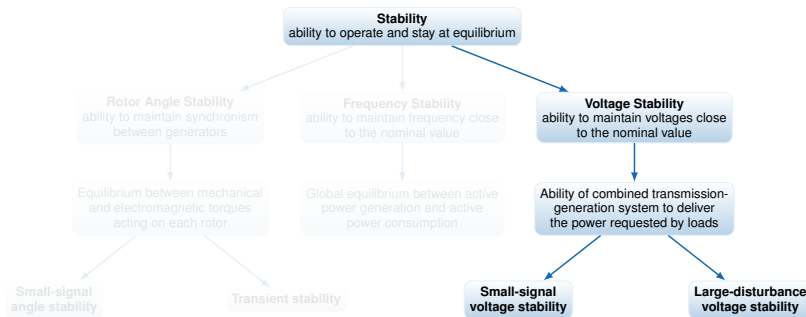 Stability
ability to operate and stay at equilibrium
Rotor Angle Stability
ability to maintain synchronism
between generators
Frequency Stability
ability to maintain frequency close
to the nominal value
Voltage Stability
ability to maintain voltages close
to the nominal value
Equilibrium between mechanical
and electromagnetic torques
acting on each rotor
Global equilibrium between active
power generation and active
power consumption
Ability of combined transmission-
generation system to deliver
the power requested by loads
Small-signal
angle stability
Transient stability
Small-signal
voltage stability
Large-disturbance
voltage stability